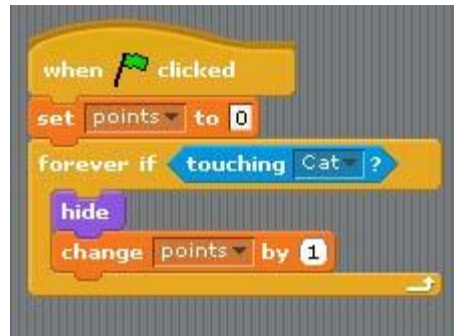 when clicked
set points to 0
forever if touching Cat ?
hide
change points by 1